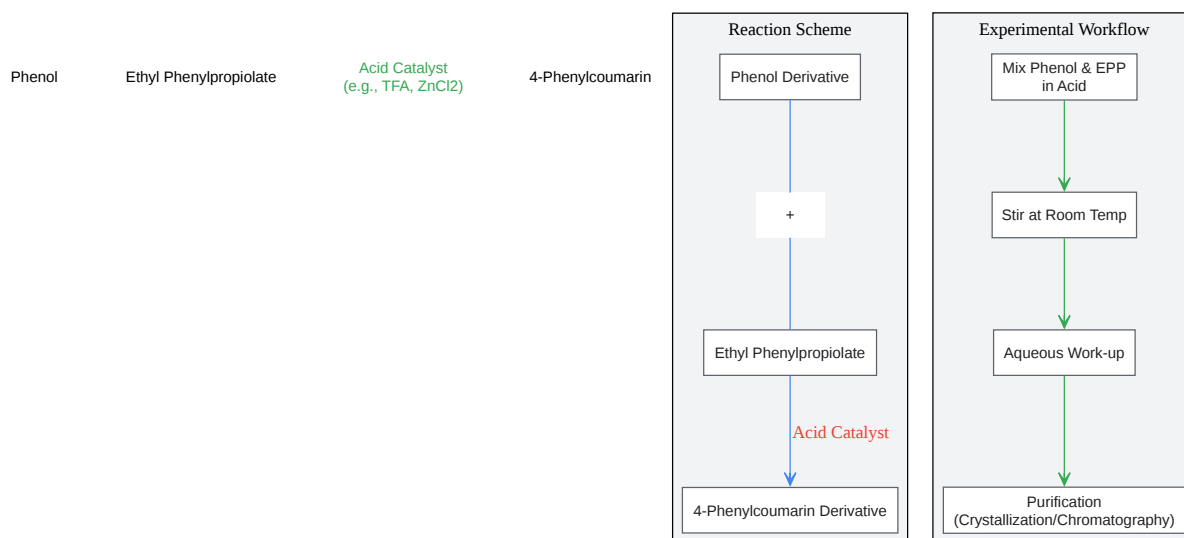 Phenol
Ethyl Phenylpropiolate
Acid Catalyst
(e.g., TFA, ZnCl2)
4-Phenylcoumarin
Reaction Scheme
Phenol Derivative
+
Ethyl Phenylpropiolate
Acid Catalyst
4-Phenylcoumarin Derivative
Experimental Workflow
Mix Phenol & EPP
in Acid
Stir at Room Temp
Aqueous Work-up
Purification
(Crystallization/Chromatography)